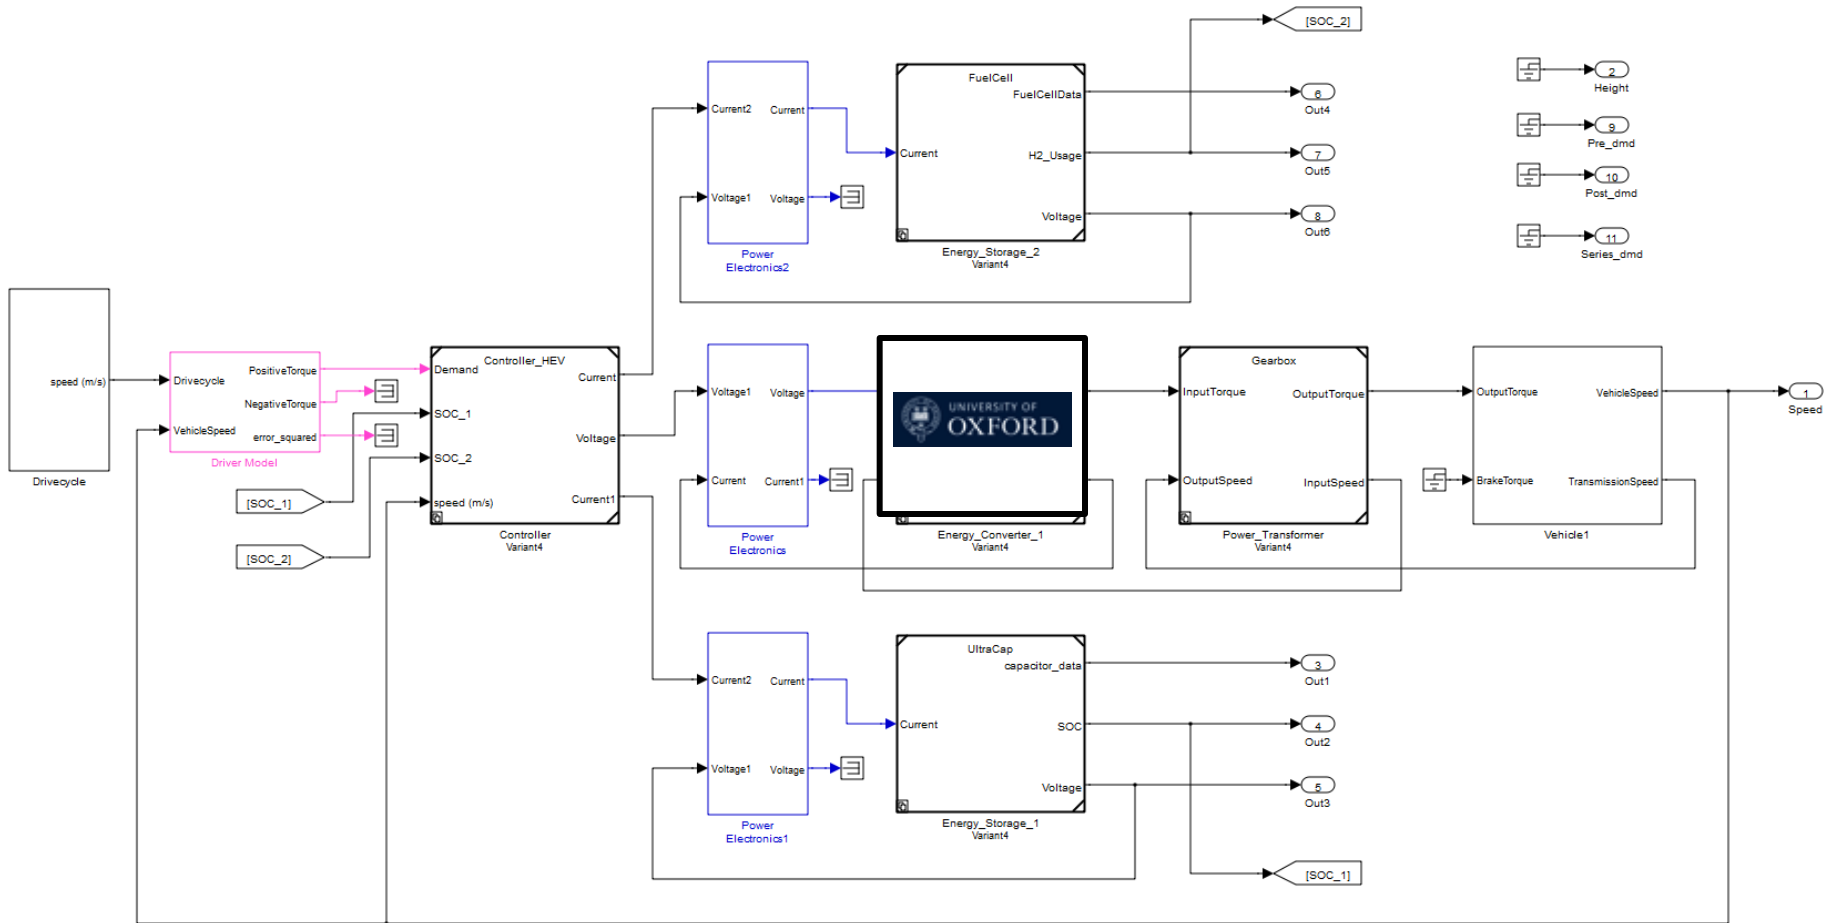 [SOC_2]
FuelCell
FuelCellData
Current
H2_Usage
Voltage
Energy_Storage_2
Variant4
Current2
Current
Voltage1
Voltage
Power
Electronics2
6
Out4
7
Out5
8
Out6
2
Height
9
Pre_dmd
10
Post_dmd
11
Series_dmd
speed (m/s)
Drivecycle
Drivecycle
PositiveTorque
NegativeTorque
VehicleSpeed
error_squared
Driver Model
[SOC_1]
[SOC_2]
Controller_HEV
Demand
Current
SOC_1
Voltage
SOC_2
Current1
speed (m/s)
Controller
Variant4
Voltage1
Voltage
Current
Current1
Power
Electronics
UNIVERSITY OF
OXFORD
Energy_Converter_1
Variant4
Gearbox
InputTorque
OutputTorque
OutputSpeed
InputSpeed
Power_Transformer
Variant4
OutputTorque
VehicleSpeed
BrakeTorque
TransmissionSpeed
Vehicle1
1
Speed
Current2
Current
Voltage1
Voltage
Power
Electronics1
UltraCap
capacitor_data
Current
SOC
Voltage
Energy_Storage_1
Variant4
3
Out1
4
Out2
5
Out3
[SOC_1]